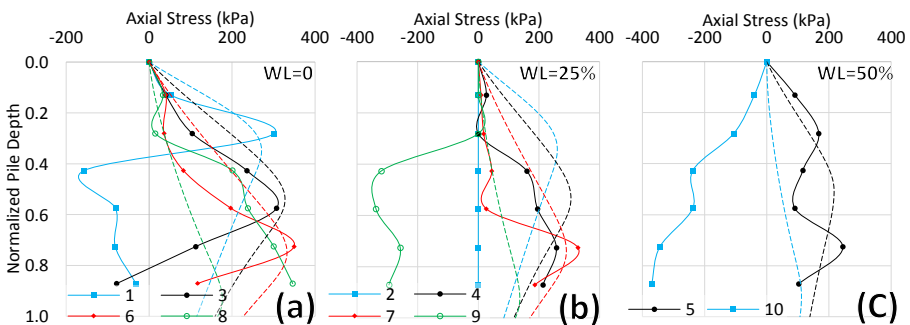 Axial Stress (kPa)
-200 0 200 400
WL=0
Normalized Pile Depth
0.0
0.2
0.4
0.6
0.8
1.0
1 3
6 8
(a)
Axial Stress (kPa)
-400 -200 0 200 400
WL=25%
2 4
7 9
(b)
Axial Stress (kPa)
-400 -200 0 200 400
WL=50%
5 10
(C)